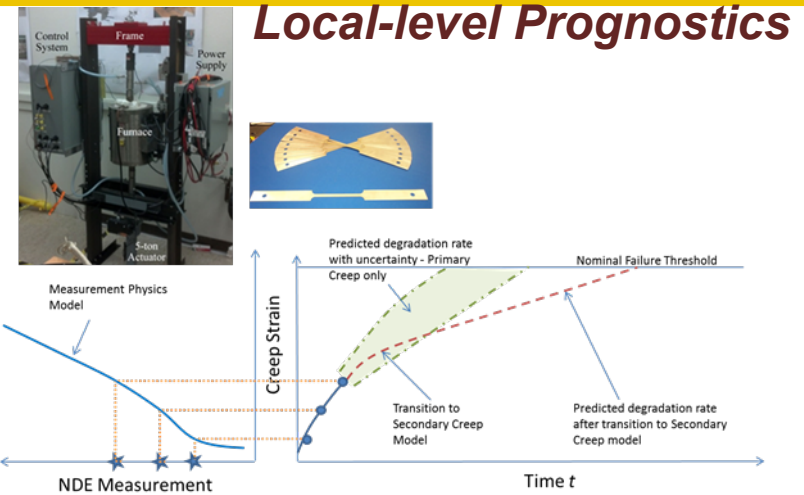 Local-level Prognostics
Control
System
Frame
Power
Supply
Furnace
5-ton
Actuator
Predicted degradation rate
with uncertainty - Primary
Creep only
Nominal Failure Threshold
Measurement Physics
Model
Creep Strain
Transition to
Secondary Creep
Model
Predicted degradation rate
after transition to Secondary
Creep model
NDE Measurement
Time t